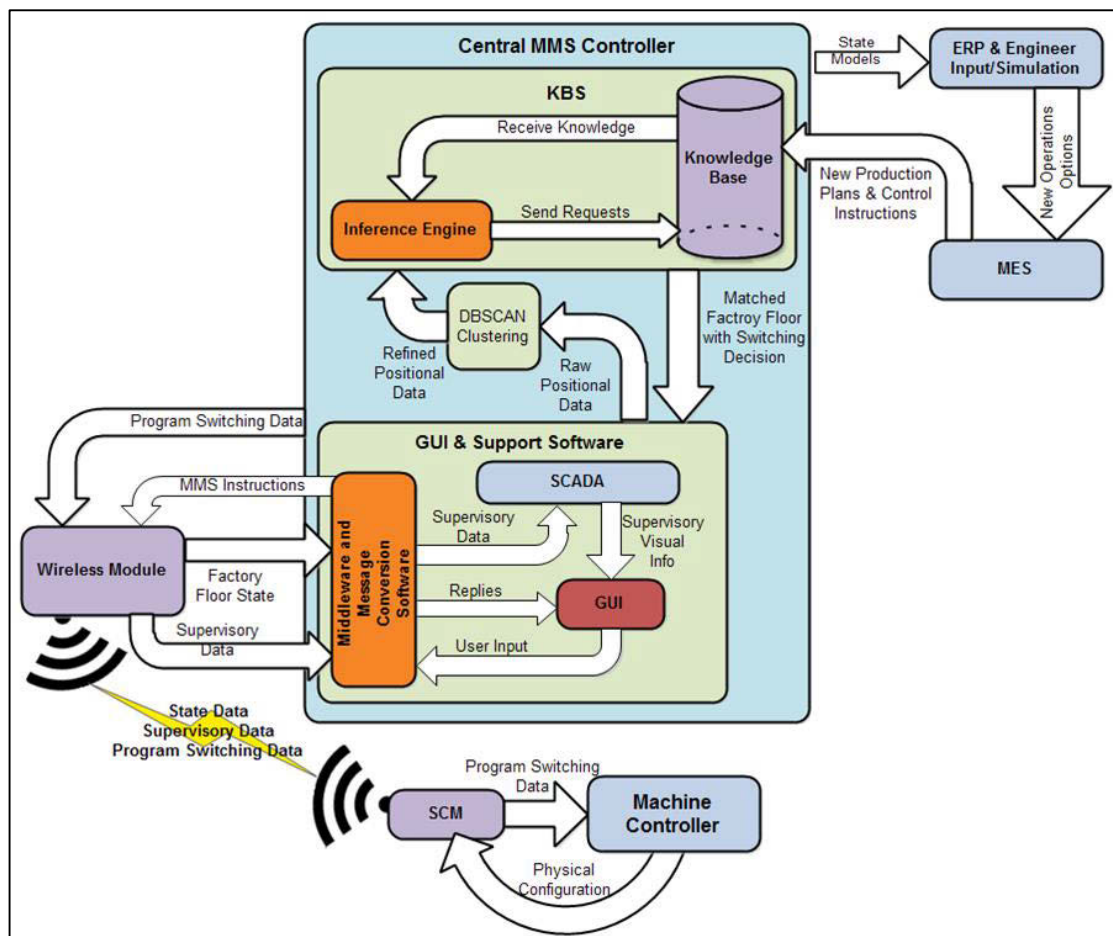 Central MMS Controller
State
Models
ERP & Engineer
Input/Simulation
KBS
Receive Knowledge
Knowledge
Base
New Operations
Options
New Production
Plans & Control
Instructions
Send Requests
Inference Engine
MES
DBSCAN
Clustering
Matched
Factroy Floor
with Switching
Decision
Refined
Positional
Data
Raw
Positional
Data
Program Switching Data
GUI & Support Software
SCADA
MMS Instructions
Middleware and
Message
Conversion
Software
Supervisory
Data
Supervisory
Visual
Info
Wireless Module
Factory
Floor State
Replies
GUI
Supervisory
Data
User Input
State Data
Supervisory Data
Program Switching Data
Program Switching
Data
SCM
Machine
Controller
Physical
Configuration